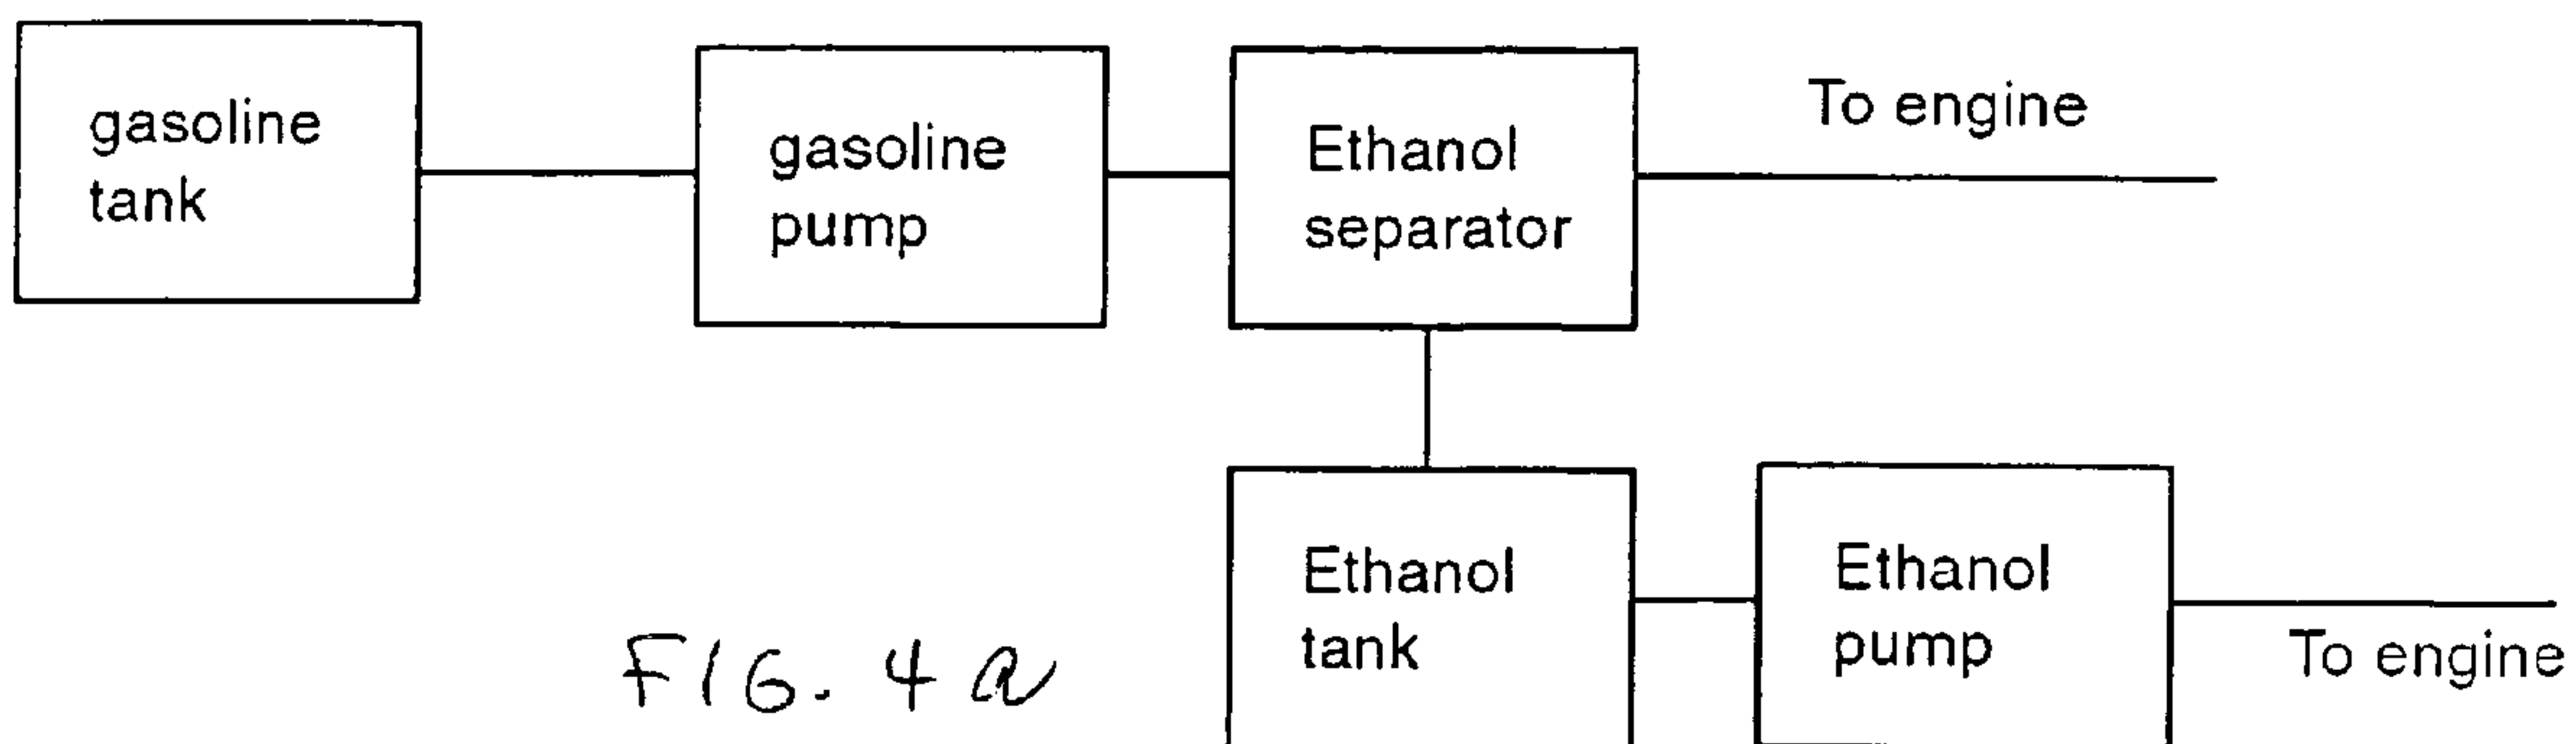 gasoline
tank
gasoline
pump
Ethanol
separator
To engine
Ethanol
tank
Ethanol
pump
To engine
FIG. 4a